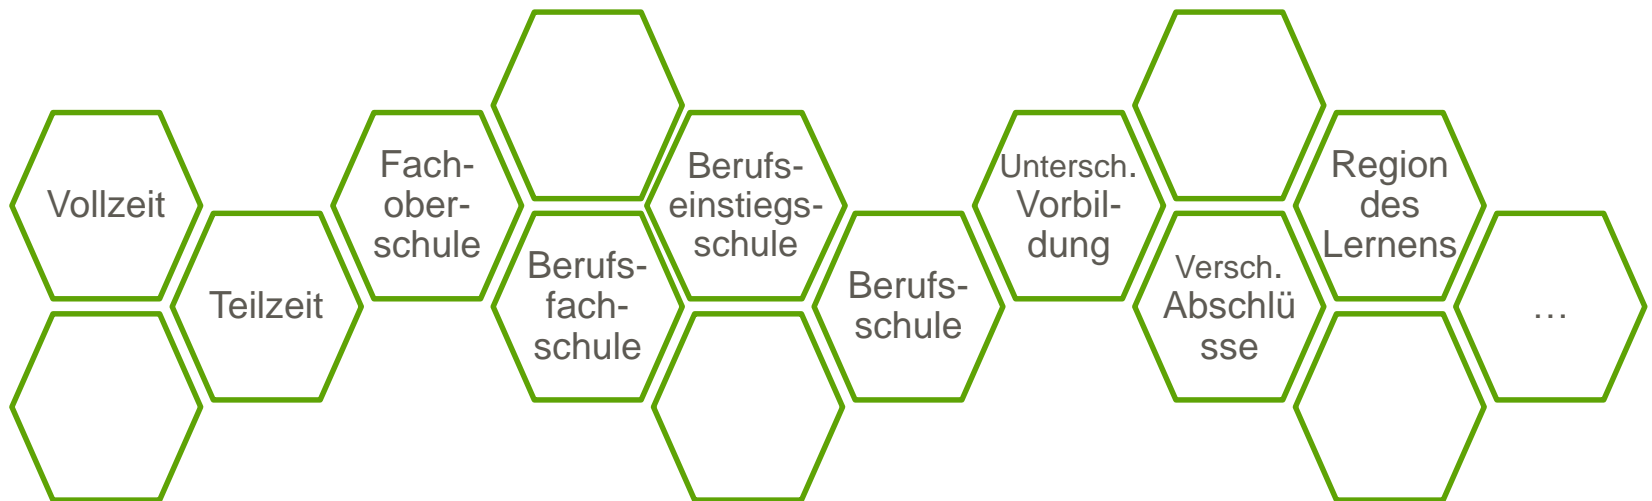 Vollzeit
Teilzeit
Fach-
ober-
schule
Berufs-
fach-
schule
Berufs-
einstiegs-
schule
Berufs-
schule
Untersch.
Vorbil-
dung
Versch.
Abschlü
sse
Region
des
Lernens
...